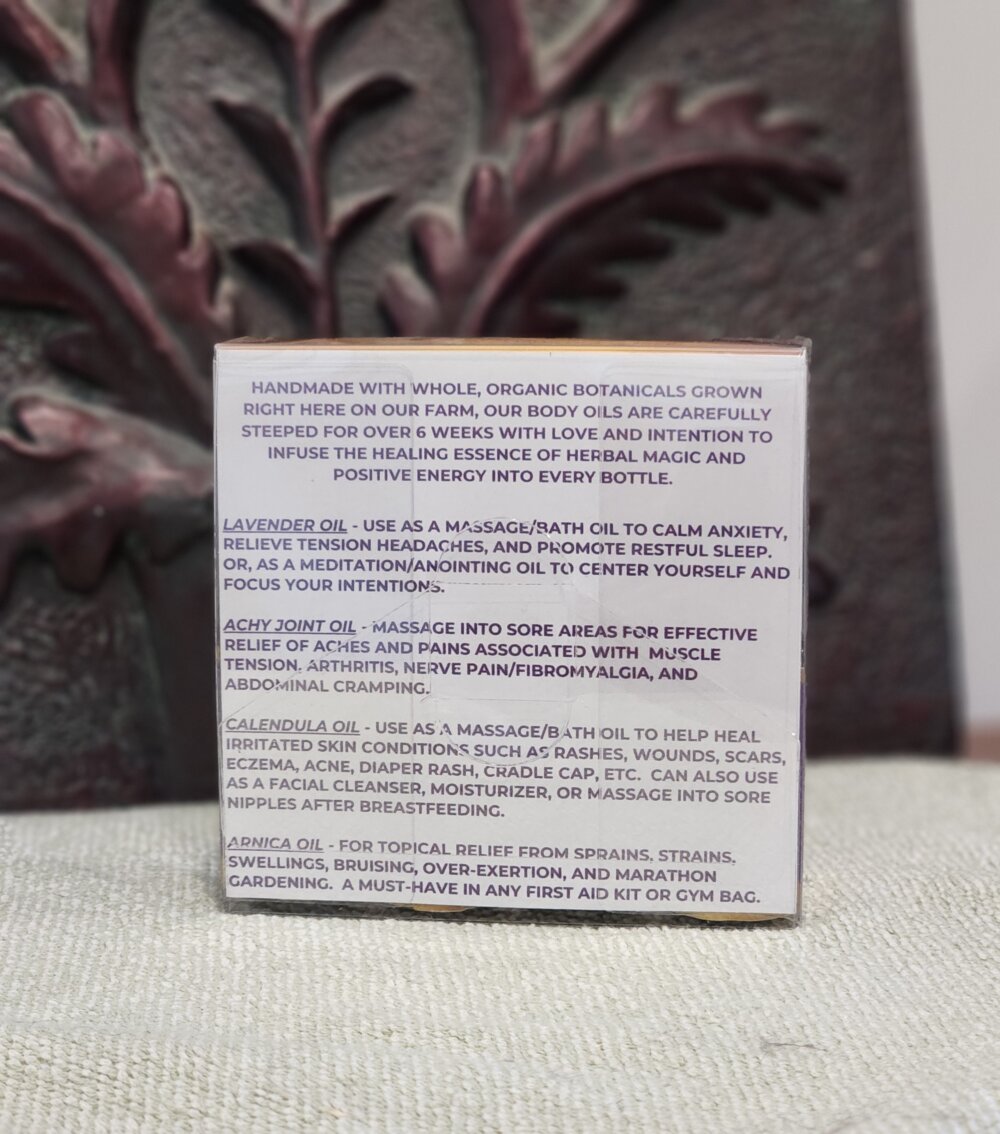 HANDMADE WITH WHOLE, ORGANIC BOTANICALS GROWN
RIGHT HERE ON OUR FARM, OUR BODY OILS ARE CAREFULLY
STEEPED FOR OVER 6 WEEKS WITH LOVE AND INTENTION TO
INFUSE THE HEALING ESSENCE OF HERBAL MAGIC AND
POSITIVE ENERGY INTO EVERY BOTTLE.
LAVENDER OIL - USE AS A MASSAGE/BATH OIL TO CALM ANXIETY,
RELIEVE TENSION HEADACHES, AND PROMOTE RESTFUL SLEEP.
OR, AS A MEDITATION/ANOINTING OIL TO CENTER YOURSELF AND
FOCUS YOUR INTENTIONS.
ACHY JOINT OIL - MASSAGE INTO SORE AREAS FOR EFFECTIVE
RELIEF OF ACHES AND PAINS ASSOCIATED WITH MUSCLE
TENSION, ARTHRITIS, NERVE PAIN/FIBROMYALGIA, AND
ABDOMINAL CRAMPING.
CALENDULA OIL - USE AS A MASSAGE/BATH OIL TO HELP HEAL
IRRITATED SKIN CONDITIONS SUCH AS RASHES, WOUNDS, SCARS,
ECZEMA, ACNE, DIAPER RASH, CRADLE CAP, ETC. CAN ALSO USE
AS A FACIAL CLEANSER, MOISTURIZER, OR MASSAGE INTO SORE
NIPPLES AFTER BREASTFEEDING.
ARNICA OIL - FOR TOPICAL RELIEF FROM SPRAINS, STRAINS,
SWELLINGS, BRUISING, OVER-EXERTION, AND MARATHON
GARDENING. A MUST-HAVE IN ANY FIRST AID KIT OR GYM BAG.